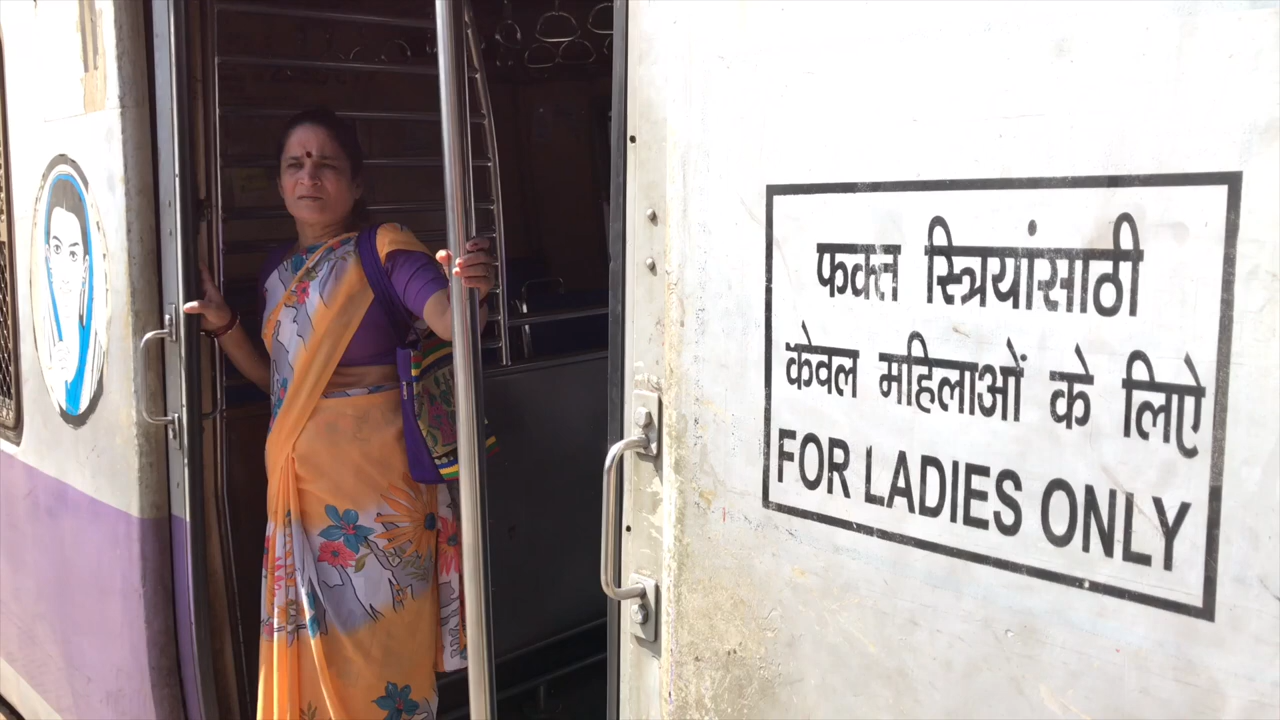 फक्त स्त्रियांसाठी
केवल महिलाओं के लिए
FOR LADIES ONLY